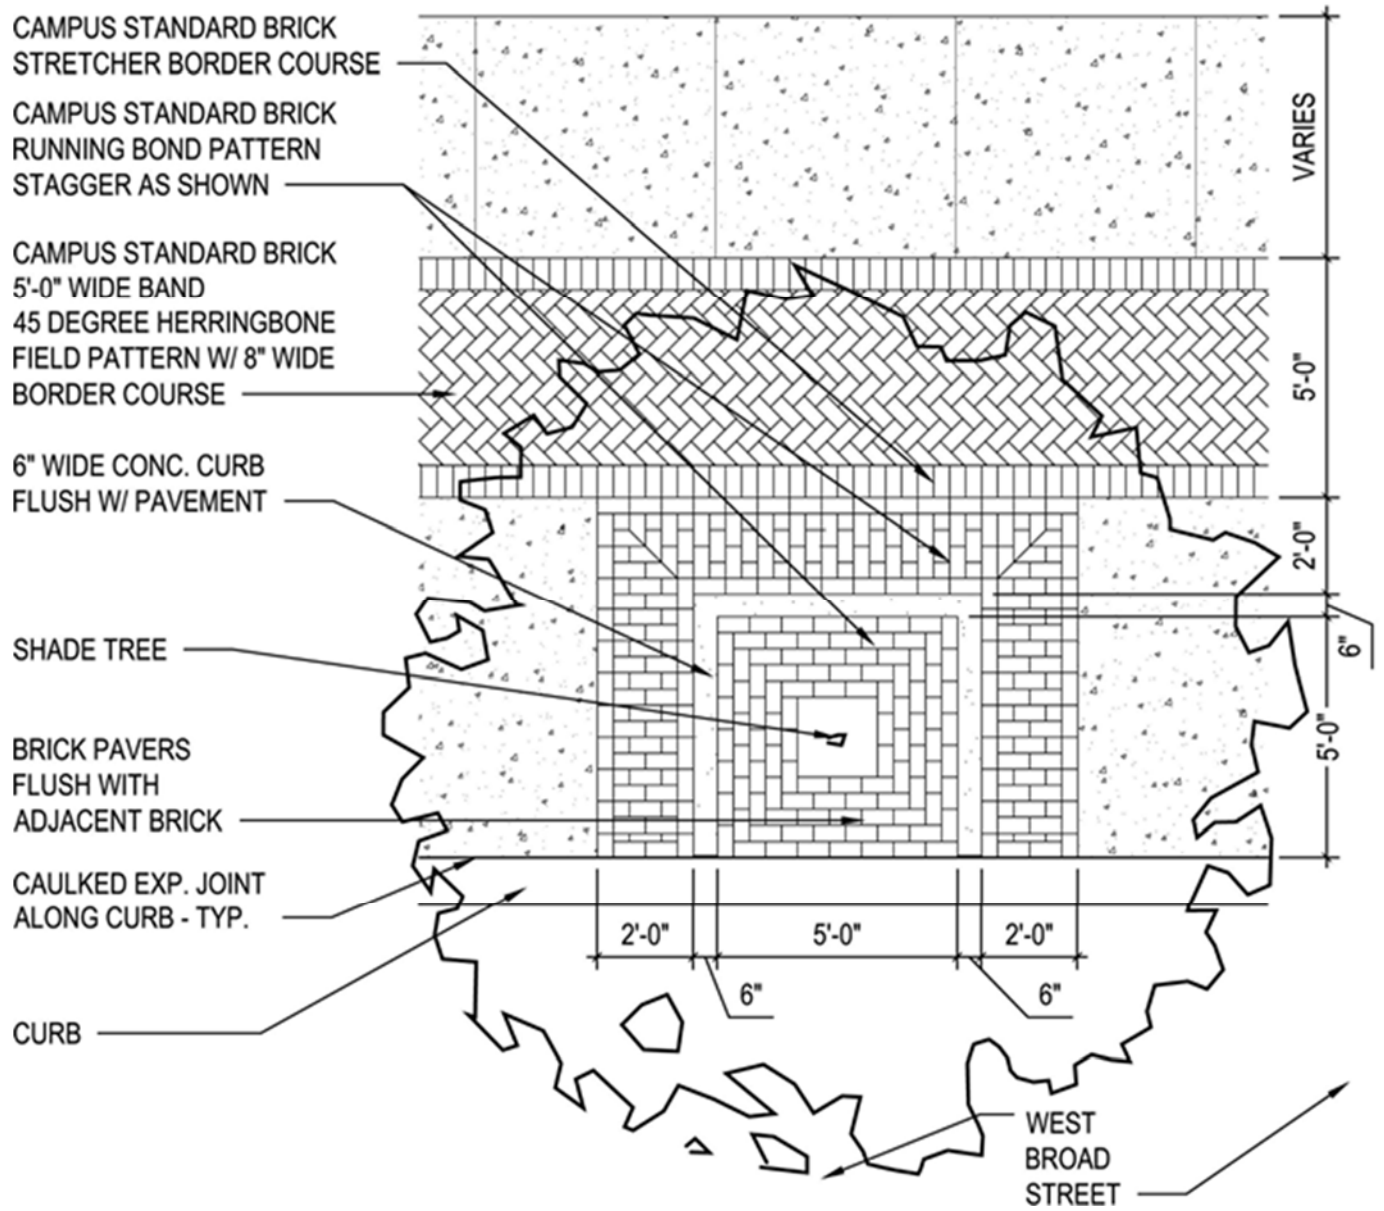 CAMPUS STANDARD BRICK
STRETCHER BORDER COURSE
CAMPUS STANDARD BRICK
RUNNING BOND PATTERN
STAGGER AS SHOWN
CAMPUS STANDARD BRICK
5'-0" WIDE BAND
45 DEGREE HERRINGBONE
FIELD PATTERN W/ 8" WIDE
BORDER COURSE
6" WIDE CONC. CURB
FLUSH W/ PAVEMENT
SHADE TREE
BRICK PAVERS
FLUSH WITH
ADJACENT BRICK
CAULKED EXP. JOINT
ALONG CURB - TYP.
CURB
VARIES
5'-0"
2'-0"
6"
5'-0"
2'-0"
5'-0"
2'-0"
6"
6"
WEST
BROAD
STREET